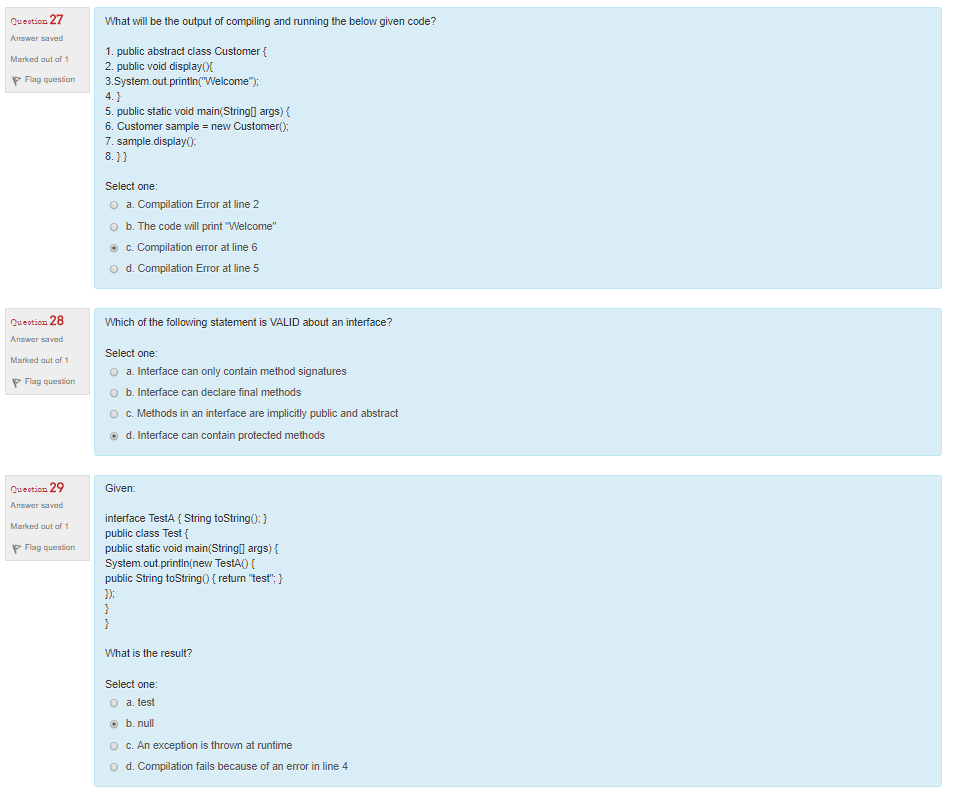 Question 27
Answer saved
Marked out of 1
Flag question
What will be the output of compiling and running the below given code?
1. public abstract class Customer {
2. public void display(){
3.System.out.println("Welcome");
4. }
5. public static void main(String[] args) {
6. Customer sample = new Customer();
7. sample.display();
8. } }
Select one:
a. Compilation Error at line 2
b. The code will print "Welcome"
c. Compilation error at line 6
d. Compilation Error at line 5
Question 28
Answer saved
Marked out of 1
Flag question
Which of the following statement is VALID about an interface?
Select one:
a. Interface can only contain method signatures
b. Interface can declare final methods
c. Methods in an interface are implicitly public and abstract
d. Interface can contain protected methods
Question 29
Answer saved
Marked out of 1
Flag question
Given:
interface TestA { String toString(); }
public class Test {
public static void main(String[] args) {
System.out.println(new TestA() {
public String toString() { return "test"; }
});
}
}
What is the result?
Select one:
a. test
b. null
c. An exception is thrown at runtime
d. Compilation fails because of an error in line 4